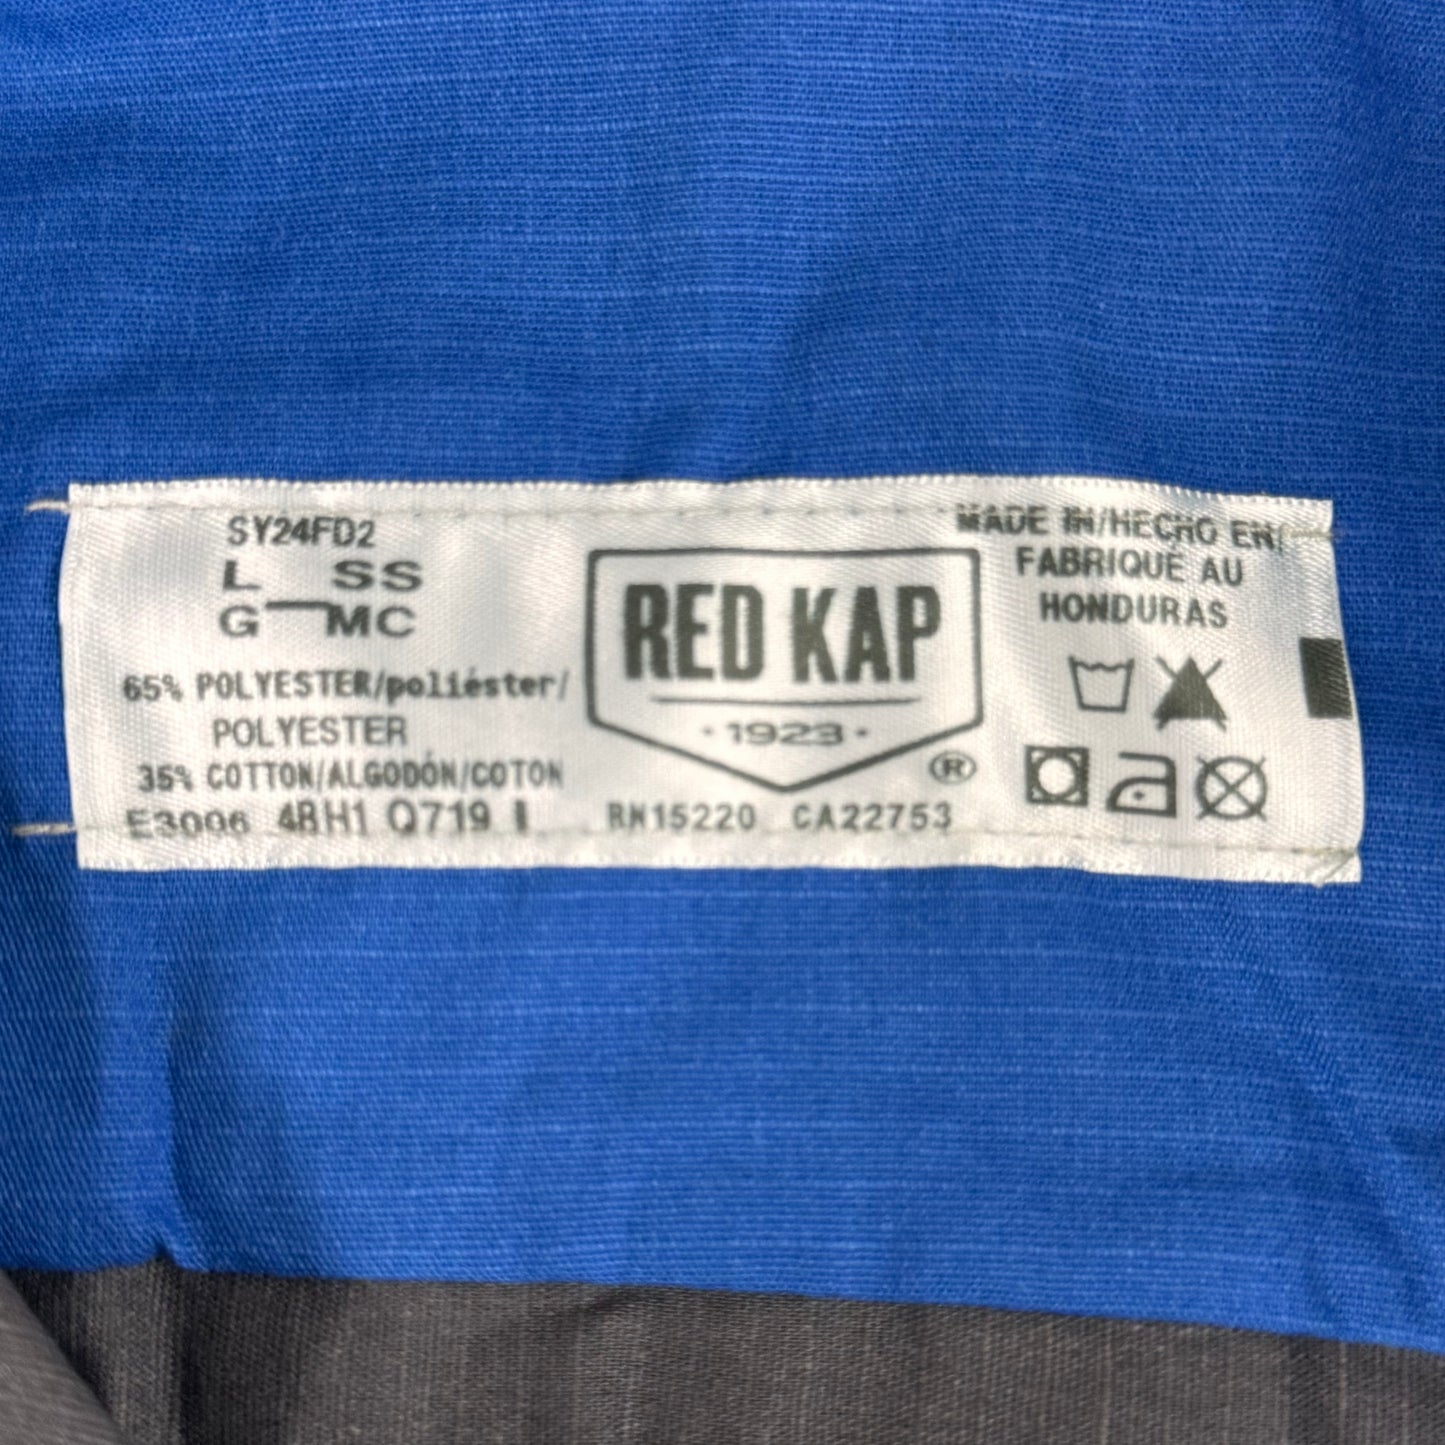 SY24FD2
L SS
G MC
65% POLYESTER/poliéster/
POLYESTER
35% COTTON/ALGODÓN/COTON
E3006 4BH1 Q719
RED KAP
·1923·
®
RN15220 CA22753
MADE IN/HECHO EN/
FABRIQUÉ AU
HONDURAS